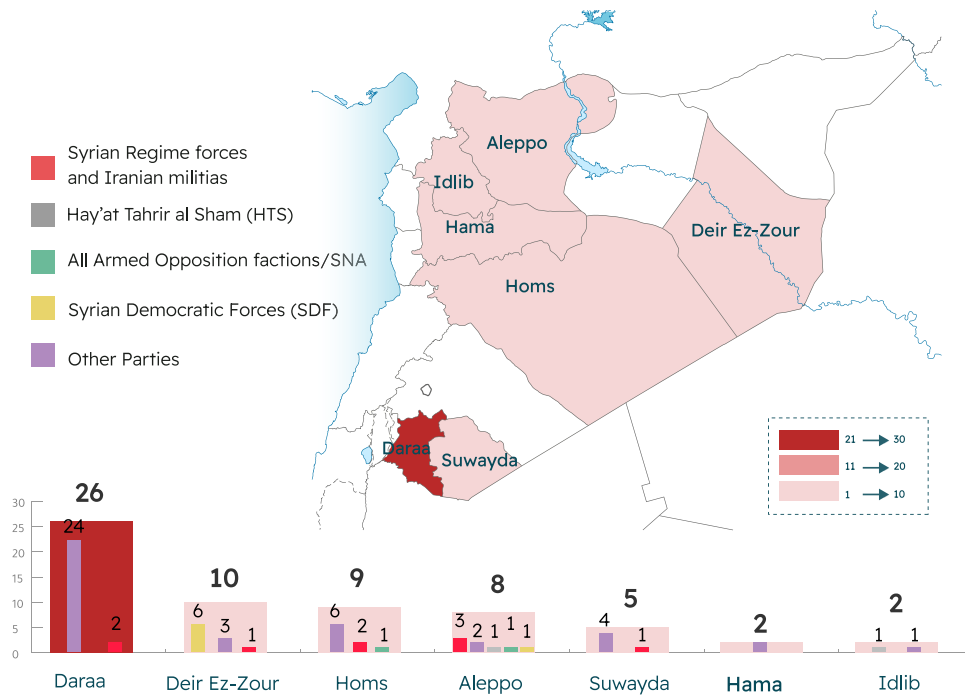 Syrian Regime forces
and Iranian militias
Hay'at Tahrir al Sham (HTS)
All Armed Opposition factions/SNA
Syrian Democratic Forces (SDF)
Other Parties
Aleppo
Idlib
Hama
Deir Ez-Zour
Homs
Daraa
Suwayda
21 → 30
11 → 20
1 → 10
30
25
20
15
10
5
0
26
24
2
10
6
3
1
9
6
2
1
8
3
2
1
1
1
5
4
1
2
2
2
1
1
Daraa
Deir Ez-Zour
Homs
Aleppo
Suwayda
Hama
Idlib